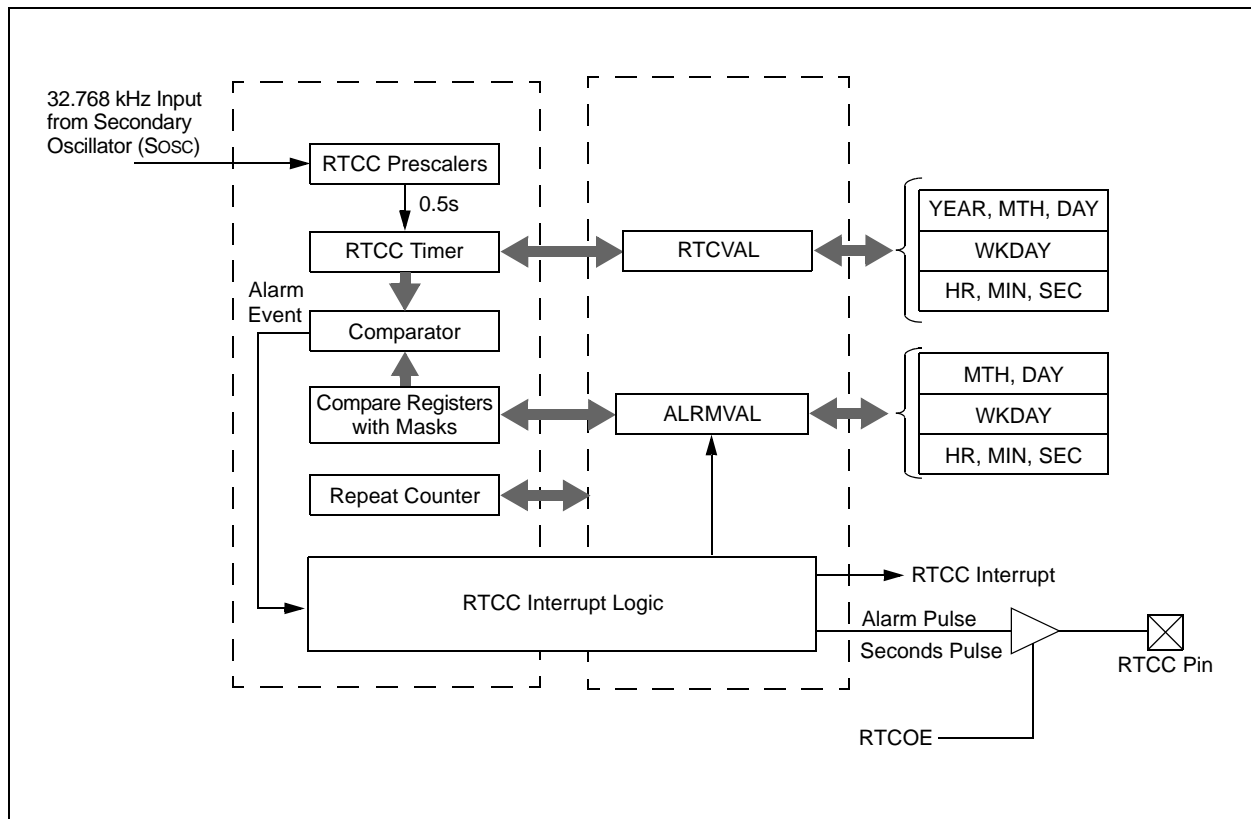 32.768 kHz Input
from Secondary
Oscillator (SOSC)
RTCC Prescalers
0.5s
RTCC Timer
RTCVAL
YEAR, MTH, DAY
WKDAY
HR, MIN, SEC
Alarm
Event
Comparator
Compare Registers
with Masks
ALRMVAL
MTH, DAY
WKDAY
HR, MIN, SEC
Repeat Counter
RTCC Interrupt Logic
RTCC Interrupt
Alarm Pulse
Seconds Pulse
RTCC Pin
RTCOE